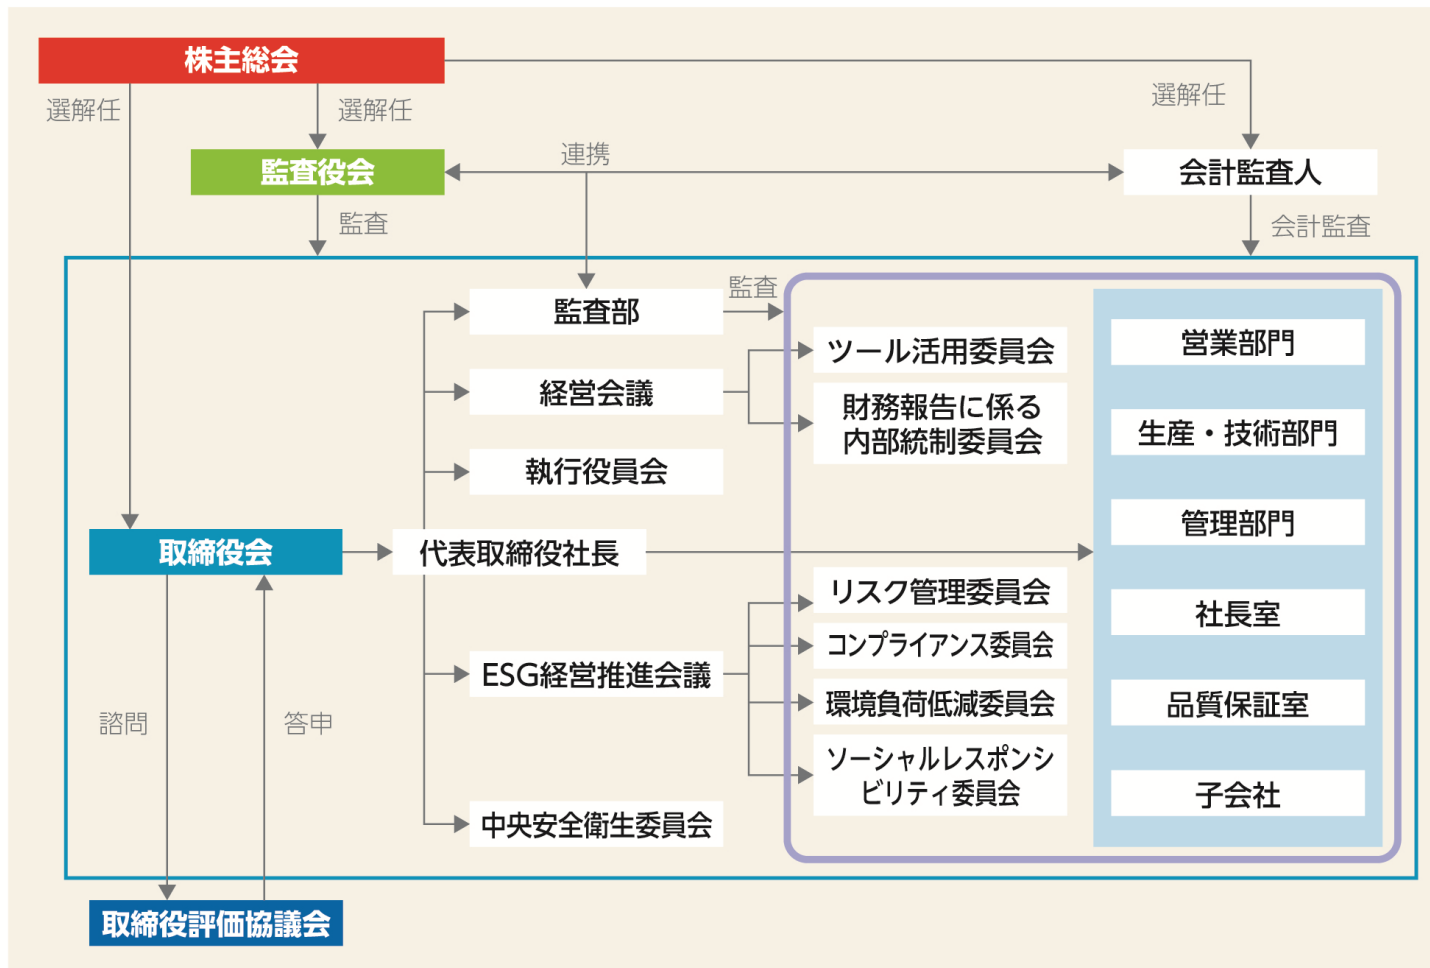 株主総会
選解任
選解任
選解任
監査役会
連携
会計監査人
監査
会計監査
監査部
監査
経営会議
執行役員会
取締役会
代表取締役社長
ESG経営推進会議
中央安全衛生委員会
ツール活用委員会
財務報告に係る
内部統制委員会
リスク管理委員会
コンプライアンス委員会
環境負荷低減委員会
ソーシャルレスポンシ
ビリティ委員会
営業部門
生産・技術部門
管理部門
社長室
品質保証室
子会社
諮問
答申
取締役評価協議会